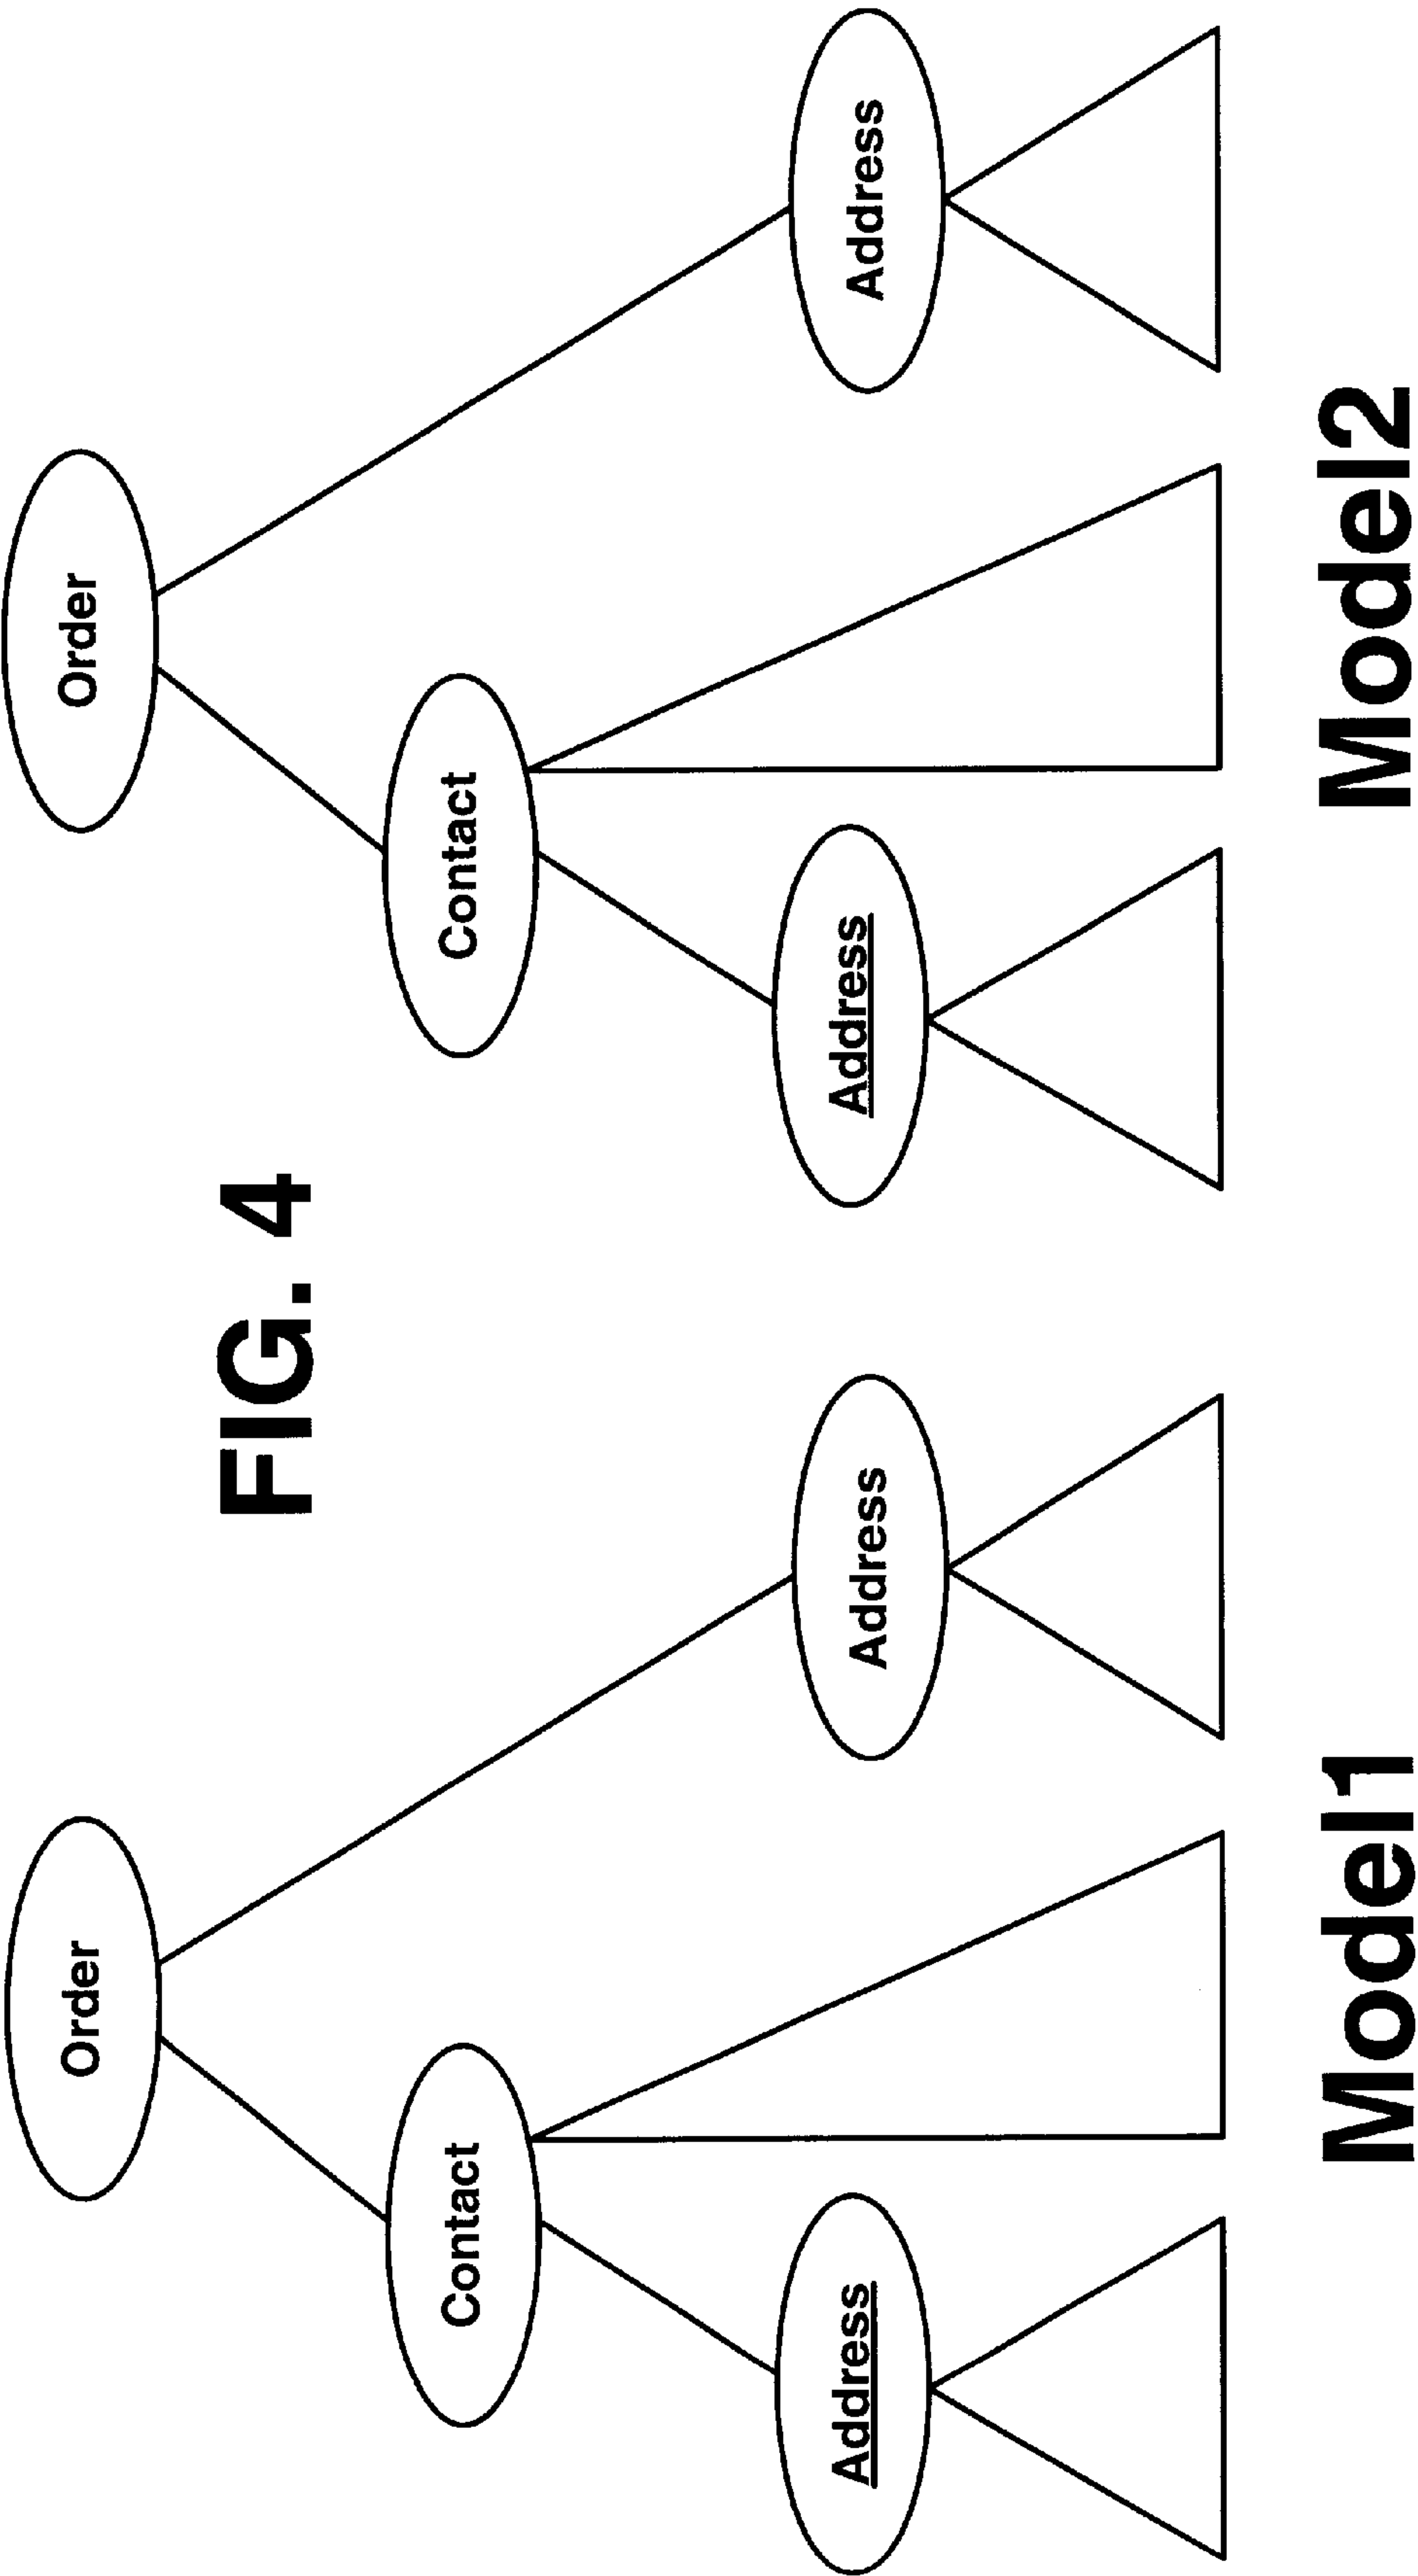 FIG. 4
Order
Contact
Address
Address
Model1
Order
Contact
Address
Address
Model2